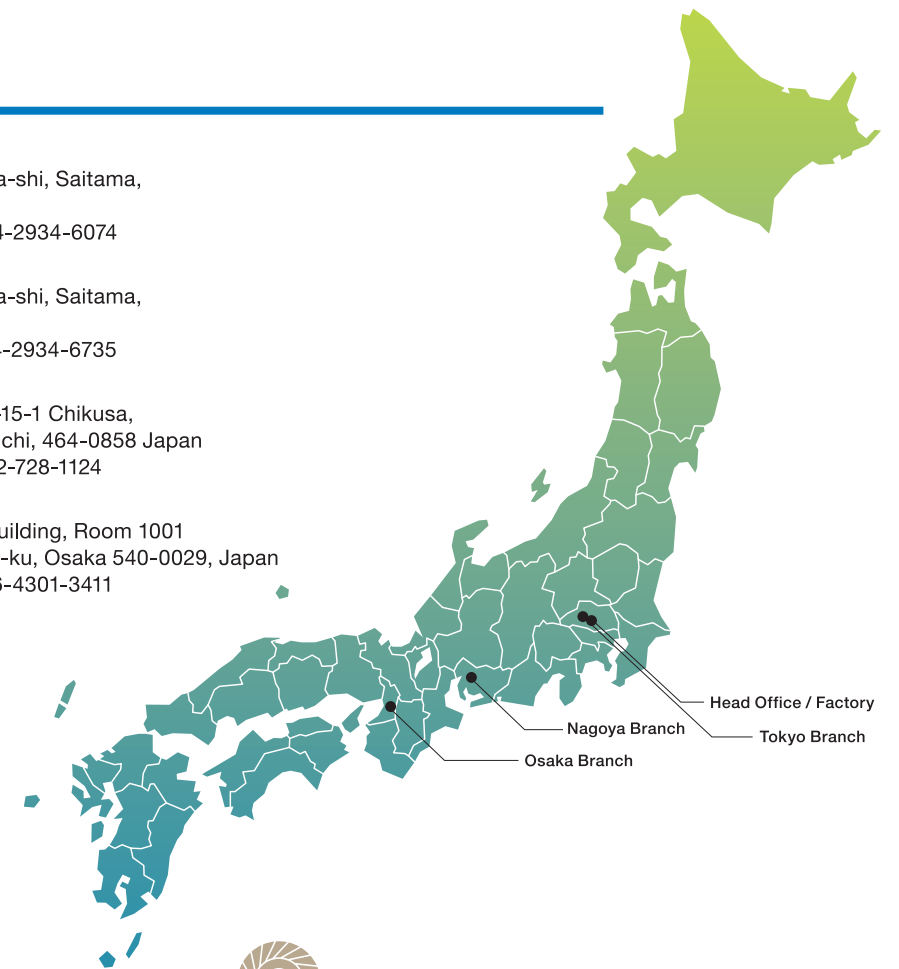 a-shi, Saitama,
4-2934-6074
a-shi, Saitama,
4-2934-6735
-15-1 Chikusa,
chi, 464-0858 Japan
2-728-1124
uilding, Room 1001
-ku, Osaka 540-0029, Japan
6-4301-3411
Head Office / Factory
Nagoya Branch
Tokyo Branch
Osaka Branch